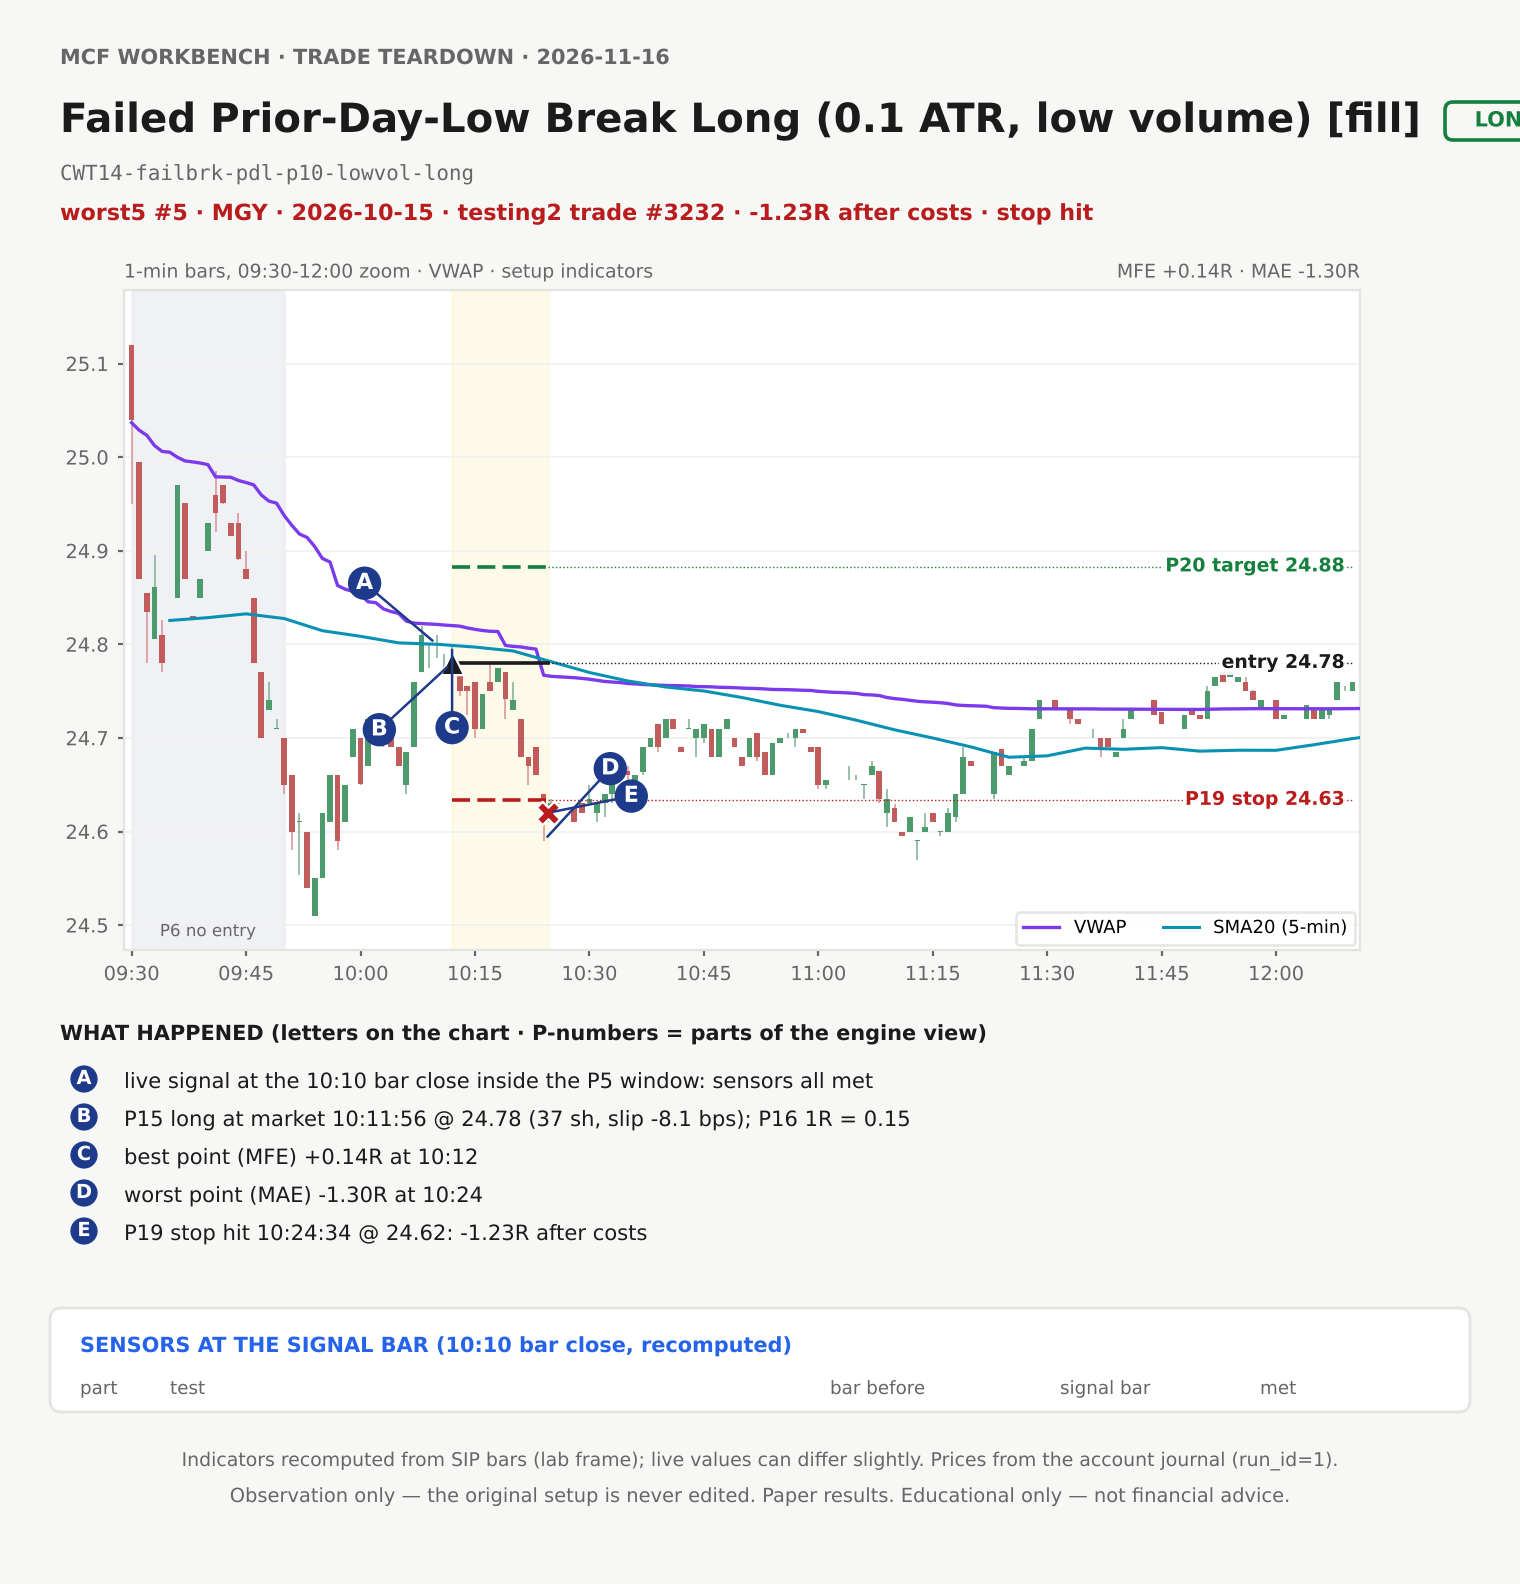 MCF WORKBENCH · TRADE TEARDOWN · 2026-11-16
Failed Prior-Day-Low Break Long (0.1 ATR, low volume) [fill] LON
CWT14-failbrk-pdl-p10-lowvol-long
worst5 #5 · MGY · 2026-10-15 · testing2 trade #3232 · -1.23R after costs · stop hit
1-min bars, 09:30-12:00 zoom · VWAP · setup indicators MFE +0.14R · MAE -1.30R
25.1
25.0
24.9
24.8
24.7
24.6
24.5
A
B
C
D
E
P20 target 24.88
entry 24.78
P19 stop 24.63
P6 no entry
VWAP SMA20 (5-min)
09:30 09:45 10:00 10:15 10:30 10:45 11:00 11:15 11:30 11:45 12:00
WHAT HAPPENED (letters on the chart · P-numbers = parts of the engine view)
A live signal at the 10:10 bar close inside the P5 window: sensors all met
B P15 long at market 10:11:56 @ 24.78 (37 sh, slip -8.1 bps); P16 1R = 0.15
C best point (MFE) +0.14R at 10:12
D worst point (MAE) -1.30R at 10:24
E P19 stop hit 10:24:34 @ 24.62: -1.23R after costs
SENSORS AT THE SIGNAL BAR (10:10 bar close, recomputed)
part test bar before signal bar met
Indicators recomputed from SIP bars (lab frame); live values can differ slightly. Prices from the account journal (run_id=1).
Observation only — the original setup is never edited. Paper results. Educational only — not financial advice.